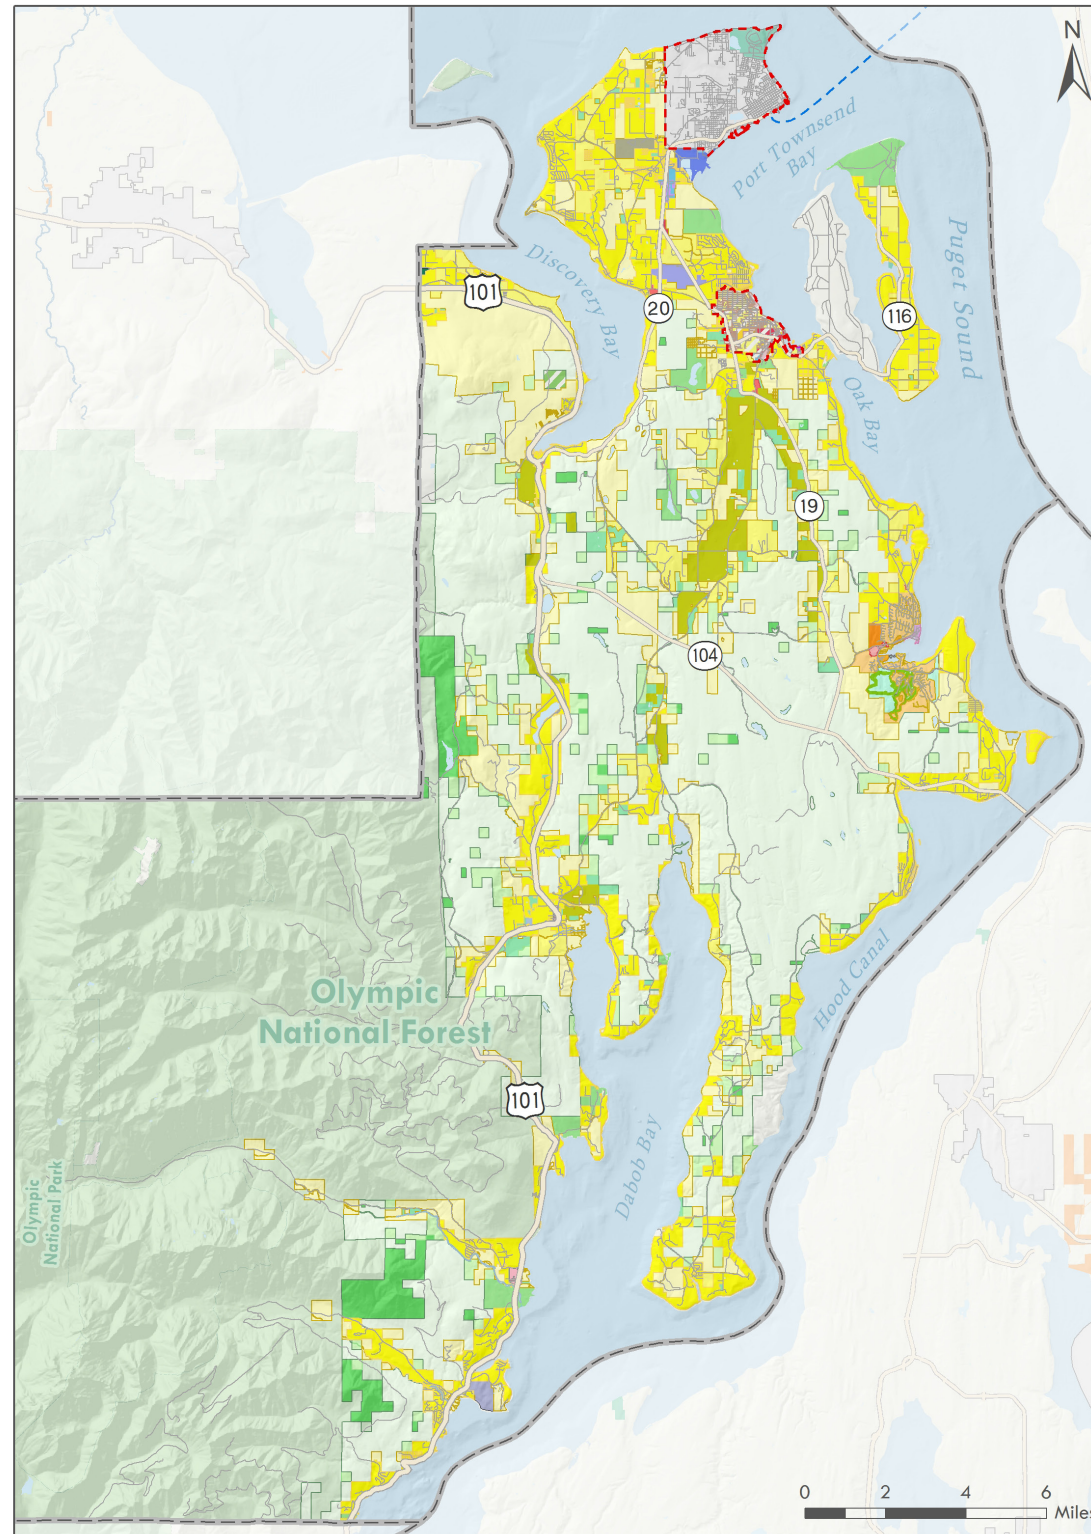 N
Port Townsend
Bay
Puget Sound
Discovery
Bay
101
20
116
Oak Bay
19
104
Hood Canal
Olympic
National Forest
101
Dabob Bay
Olympic
National Park
0 2 4 6
Miles